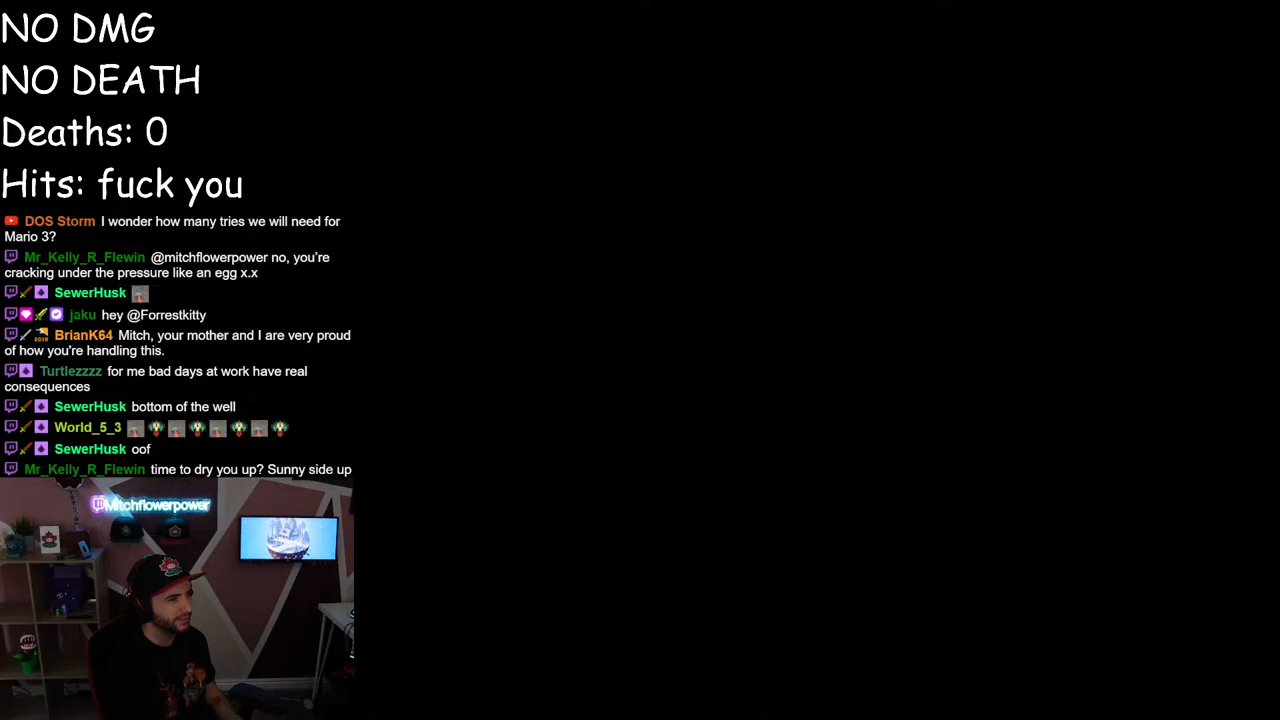 NO DMG
NO DEATH
Deaths: 0
Hits: fuck you
DOS Storm I wonder how many tries we will need for
Mario 3?
Mr_Kelly_R_Flewin @mitchflowerpower no, you're
cracking under the pressure like an egg x.x
SewerHusk
jaku hey @Forrestkitty
BrianK64 Mitch, your mother and I are very proud
of how you're handling this.
Turtlezzzz for me bad days at work have real
consequences
SewerHusk bottom of the well
World_5_3
SewerHusk oof
Mr_Kelly_R_Flewin time to dry you up? Sunny side up
Mitchflowerpower